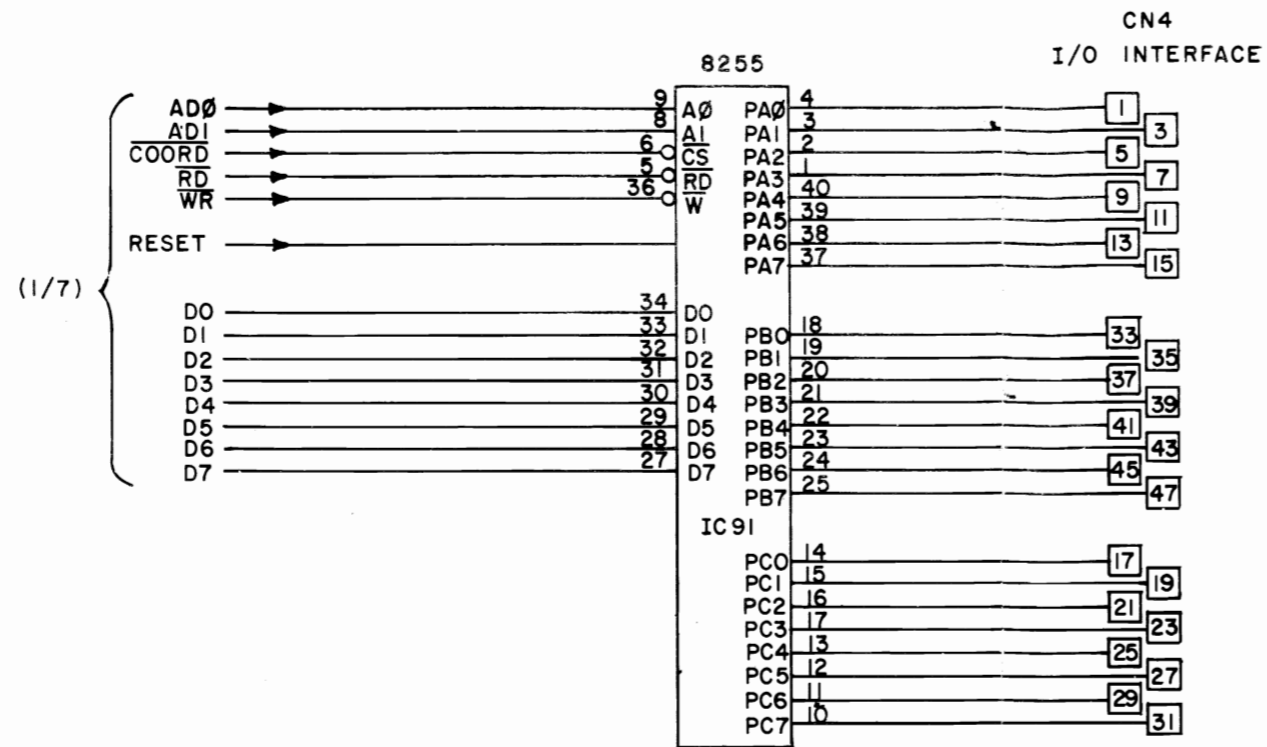 CN4
I/O INTERFACE
8255
ADØ 9 AØ PAØ 4 1
AD1 8 A1 PA1 3 3
COORD 6 CS PA2 2 5
RD 5 RD PA3 1 7
WR 36 W PA4 40 9
PA5 39 11
RESET PA6 38 13
PA7 37 15
(1/7)
D0 34 D0
D1 33 D1 PB0 18 33
D2 32 D2 PB1 19 35
D3 31 D3 PB2 20 37
D4 30 D4 PB3 21 39
D5 29 D5 PB4 22 41
D6 28 D6 PB5 23 43
D7 27 D7 PB6 24 45
PB7 25 47
IC91
PC0 14 17
PC1 15 19
PC2 16 21
PC3 17 23
PC4 13 25
PC5 12 27
PC6 11 29
PC7 10 31